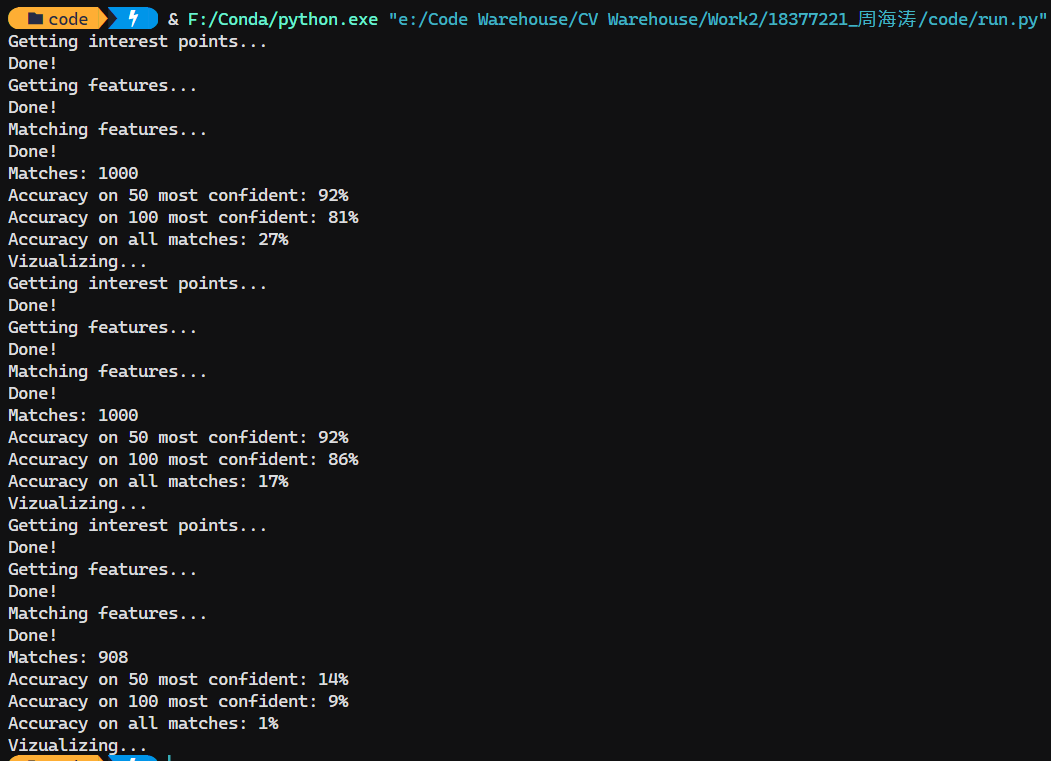 code & F:/Conda/python.exe "e:/Code Warehouse/CV Warehouse/Work2/18377221_周海涛/code/run.py"
Getting interest points...
Done!
Getting features...
Done!
Matching features...
Done!
Matches: 1000
Accuracy on 50 most confident: 92%
Accuracy on 100 most confident: 81%
Accuracy on all matches: 27%
Vizualizing...
Getting interest points...
Done!
Getting features...
Done!
Matching features...
Done!
Matches: 1000
Accuracy on 50 most confident: 92%
Accuracy on 100 most confident: 86%
Accuracy on all matches: 17%
Vizualizing...
Getting interest points...
Done!
Getting features...
Done!
Matching features...
Done!
Matches: 908
Accuracy on 50 most confident: 14%
Accuracy on 100 most confident: 9%
Accuracy on all matches: 1%
Vizualizing...